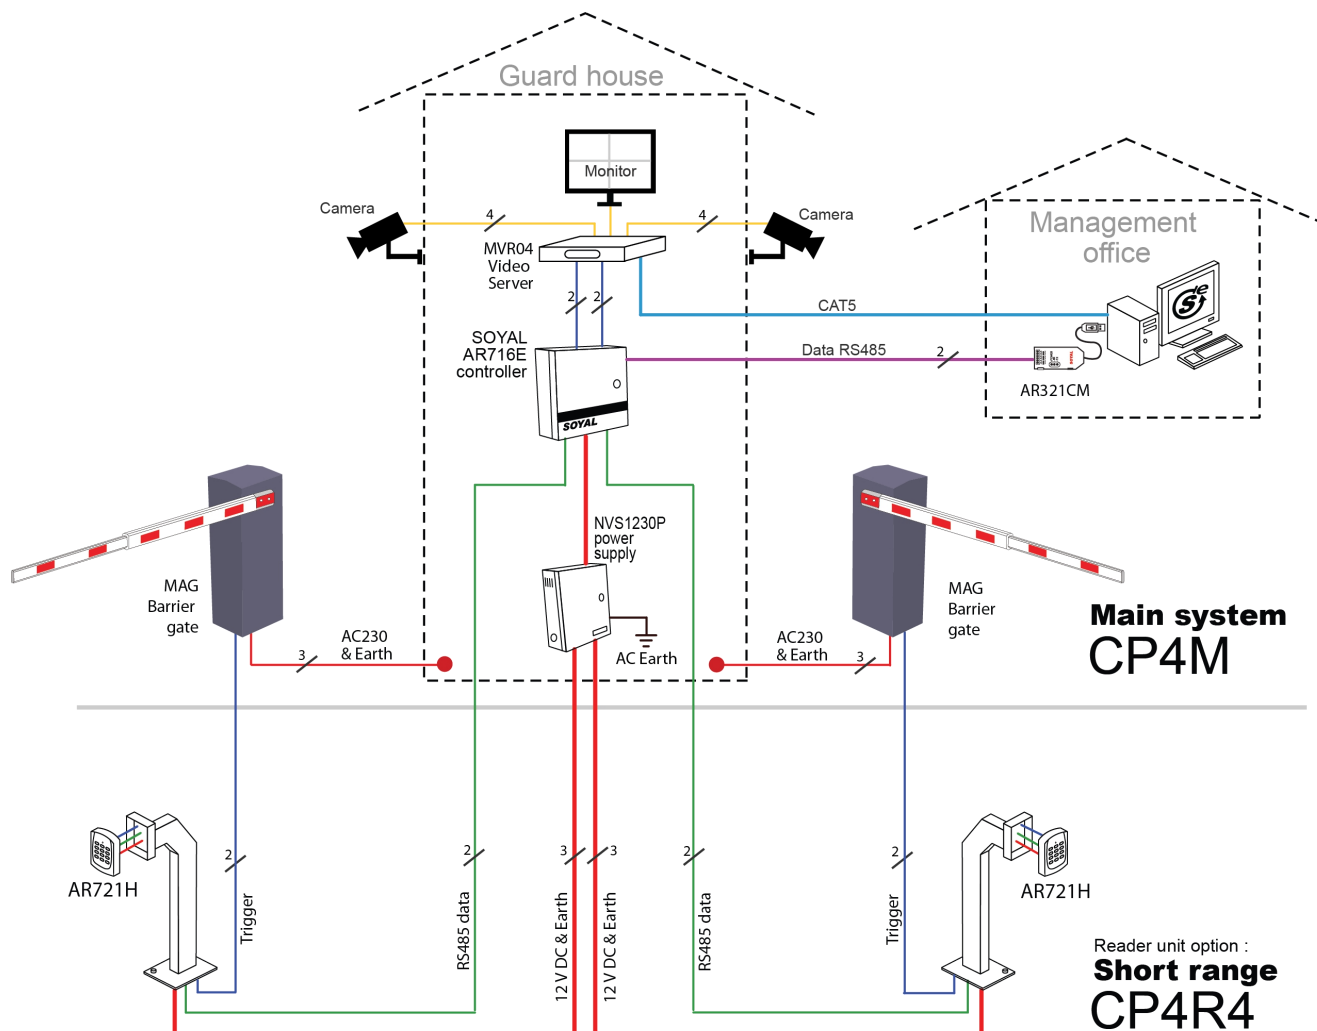 Guard house
Monitor
Camera
4
4
Camera
MVR04
Video
Server
2
2
Management
office
S e
CAT5
SOYAL
AR716E
controller
Data RS485
2
SOYAL
AR321CM
SOYAL
NVS1230P
power
supply
MAG
Barrier
gate
AC230
& Earth
3
AC Earth
AC230
& Earth
3
MAG
Barrier
gate
Main system
CP4M
AR721H
2
Trigger
2
RS485 data
3
12 V DC & Earth
3
12 V DC & Earth
2
RS485 data
2
Trigger
AR721H
Reader unit option :
Short range
CP4R4